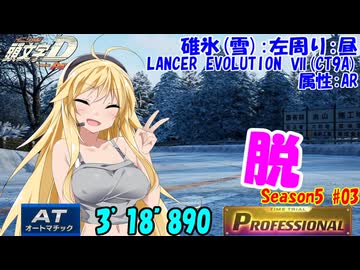 頭文字D
碓氷(雪):左周り:昼
LANCER EVOLUTION Ⅶ(CT9A)
属性:AR
脱
Season5 #03
AT
オートマチック
3'18"890
TIME TRIAL
PROFESSIONAL